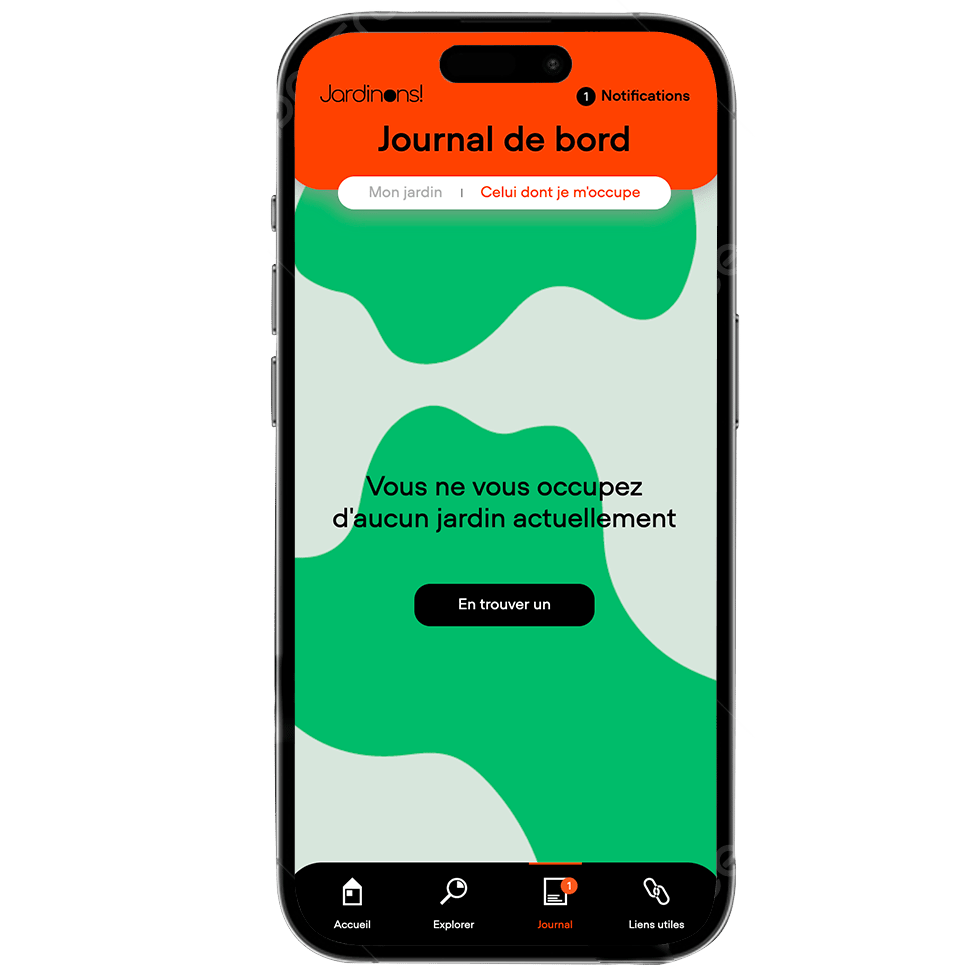 Jardinons!
1 Notifications
Journal de bord
Mon jardin | Celui dont je m'occupe
Vous ne vous occupez
d'aucun jardin actuellement
En trouver un
1
Accueil Explorer Journal Liens utiles